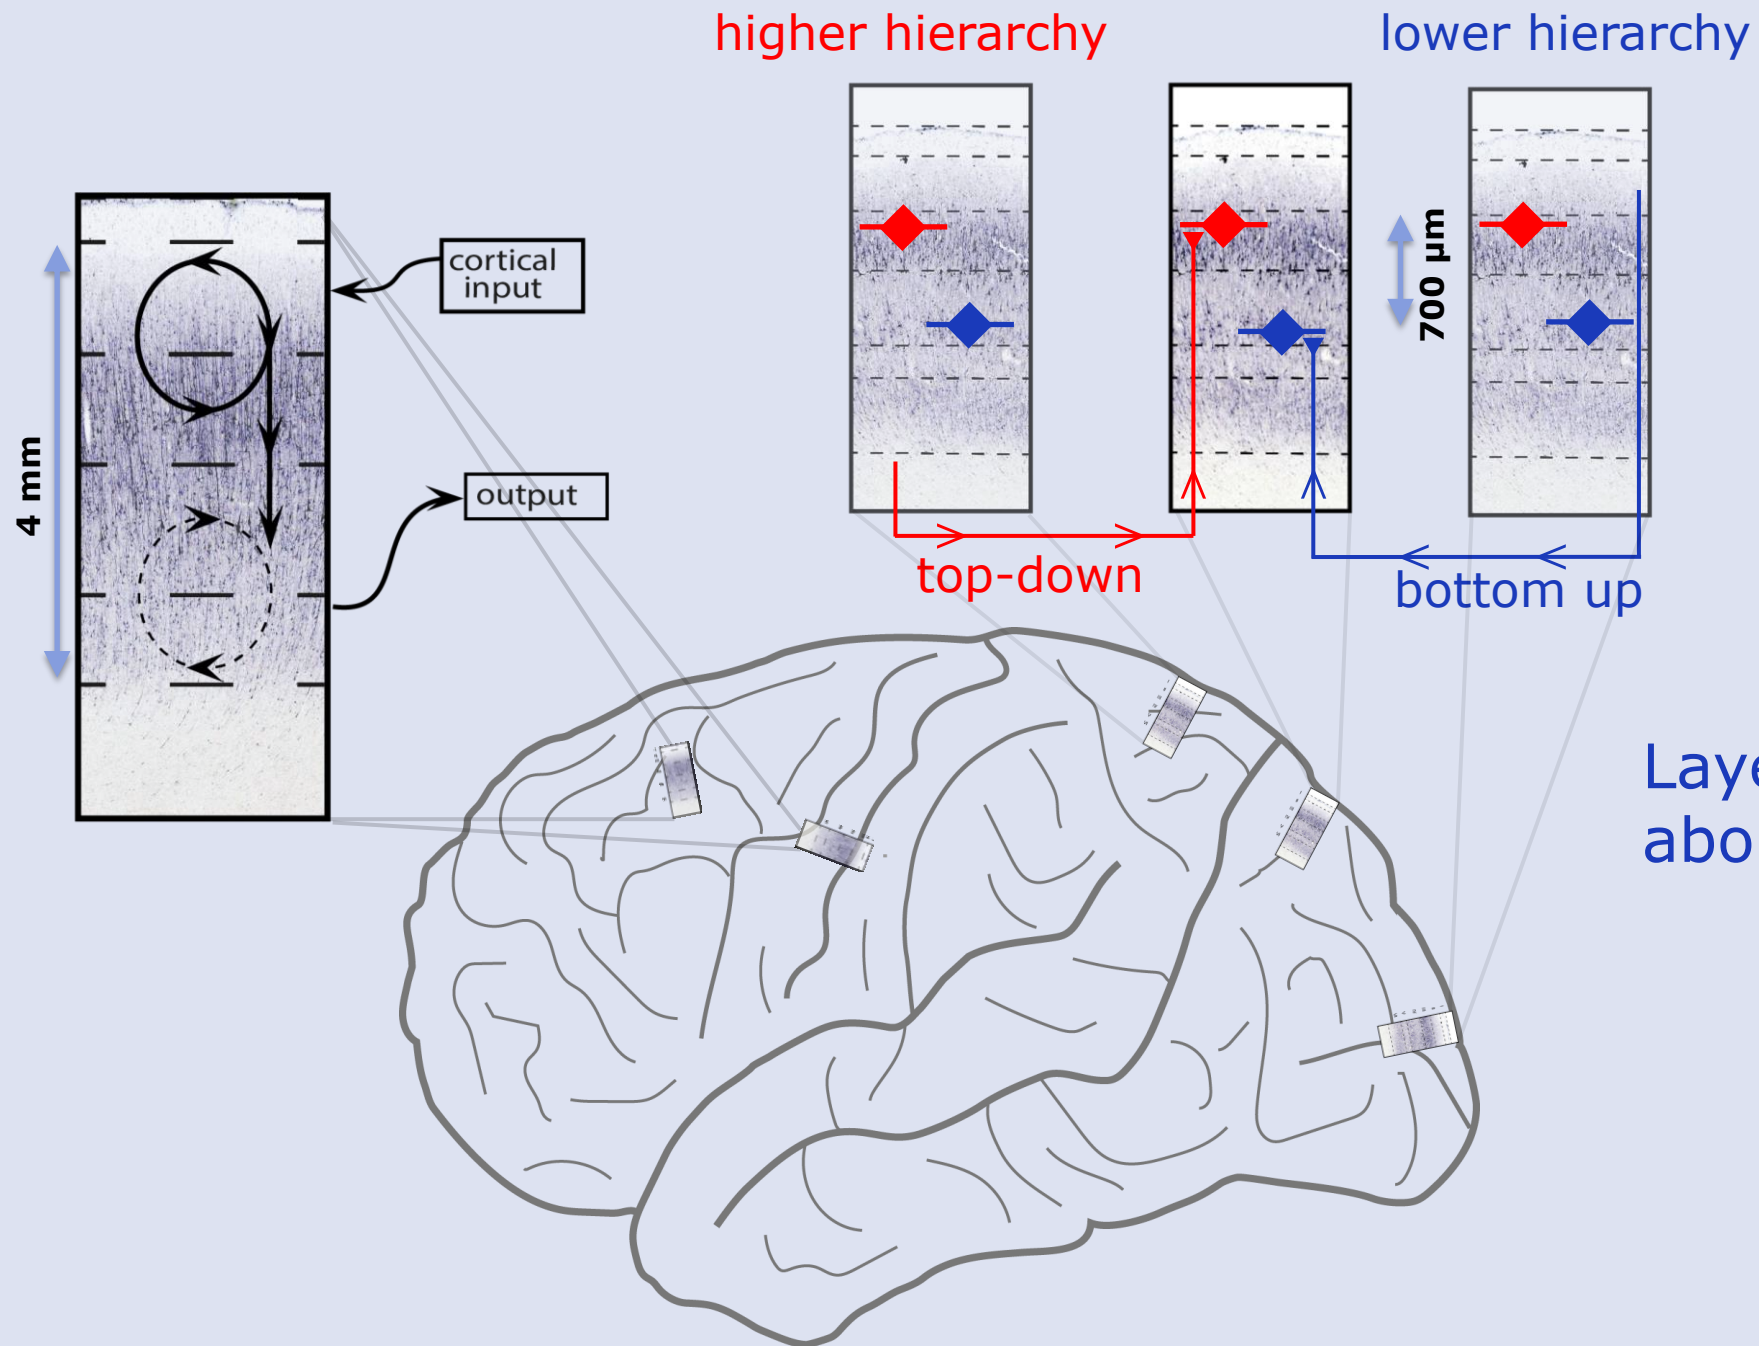 higher hierarchy
lower hierarchy
cortical
input
700 µm
4 mm
output
top-down
bottom up